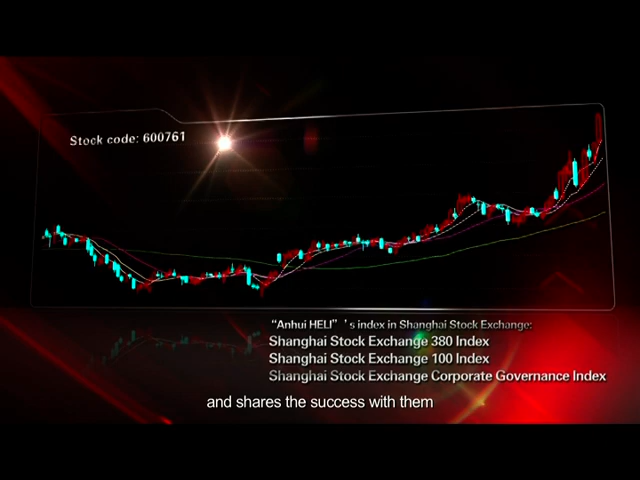 Stock code: 600761
“Anhui HELI” ’s index in Shanghai Stock Exchange:
Shanghai Stock Exchange 380 Index
Shanghai Stock Exchange 100 Index
Shanghai Stock Exchange Corporate Governance Index
and shares the success with them